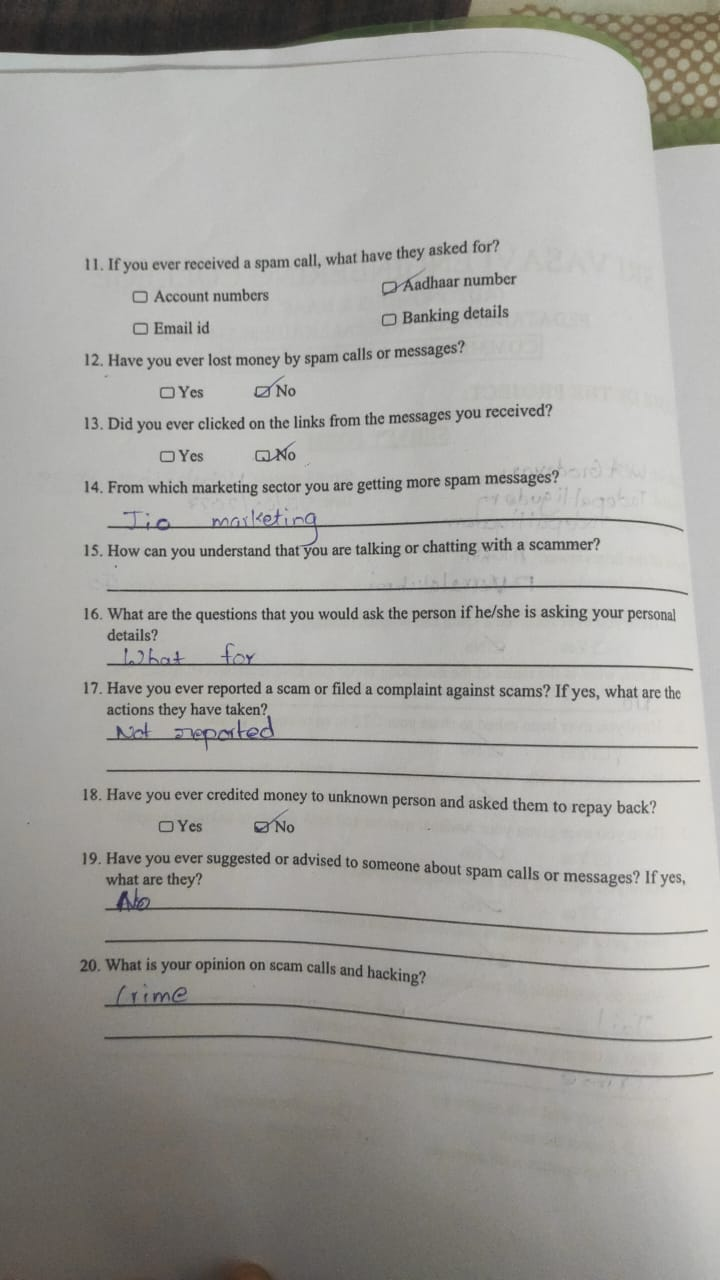 11. If you ever received a spam call, what have they asked for?
☐ Account numbers ☑ Aadhaar number
☐ Email id ☐ Banking details
12. Have you ever lost money by spam calls or messages?
☐ Yes ☑ No
13. Did you ever clicked on the links from the messages you received?
☐ Yes ☑ No
14. From which marketing sector you are getting more spam messages?
Jio marketing
15. How can you understand that you are talking or chatting with a scammer?
16. What are the questions that you would ask the person if he/she is asking your personal
details?
What for
17. Have you ever reported a scam or filed a complaint against scams? If yes, what are the
actions they have taken?
Not reported
18. Have you ever credited money to unknown person and asked them to repay back?
☐ Yes ☑ No
19. Have you ever suggested or advised to someone about spam calls or messages? If yes,
what are they?
No
20. What is your opinion on scam calls and hacking?
Crime